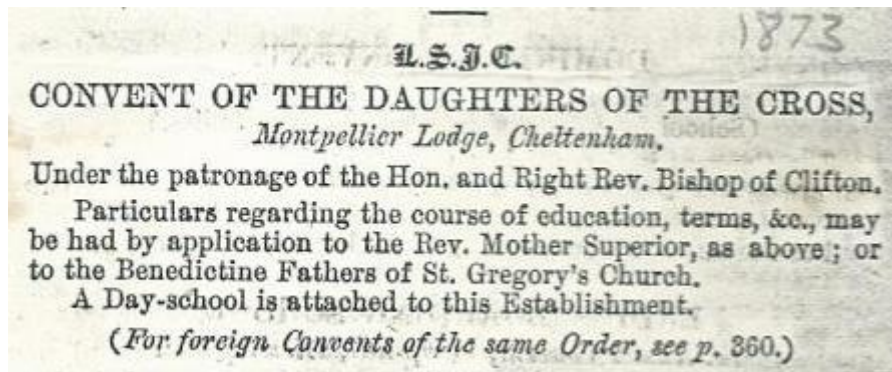 1873
L.S.J.C.
CONVENT OF THE DAUGHTERS OF THE CROSS,
Montpellier Lodge, Cheltenham.
Under the patronage of the Hon. and Right Rev. Bishop of Clifton.
Particulars regarding the course of education, terms, &c., may
be had by application to the Rev. Mother Superior, as above; or
to the Benedictine Fathers of St. Gregory's Church.
A Day-school is attached to this Establishment.
(For foreign Convents of the same Order, see p. 360.)